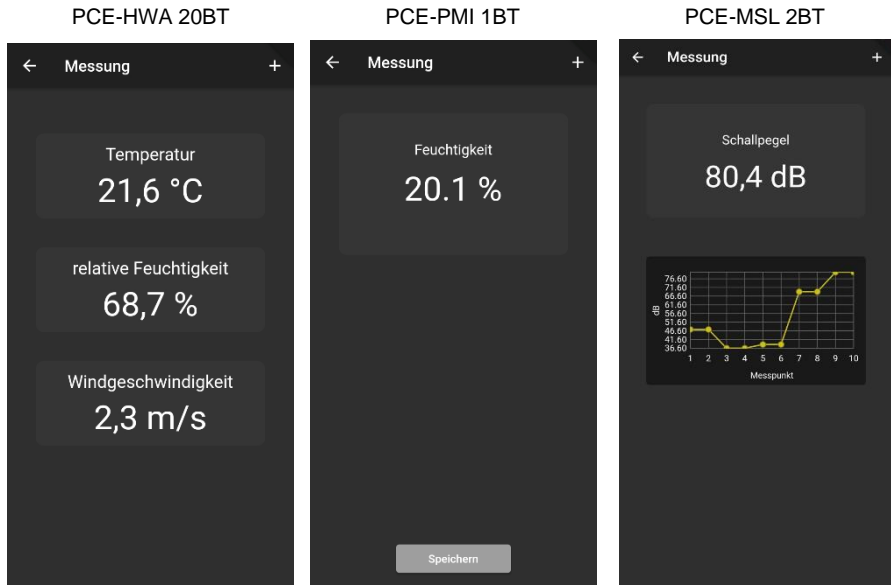 PCE-HWA 20BT
PCE-PMI 1BT
PCE-MSL 2BT
← Messung +
Temperatur
21,6 °C
relative Feuchtigkeit
68,7 %
Windgeschwindigkeit
2,3 m/s
← Messung +
Feuchtigkeit
20.1 %
Speichern
← Messung +
Schallpegel
80,4 dB
dB
76.60
71.60
66.60
61.60
56.60
51.60
46.60
41.60
36.60
1 2 3 4 5 6 7 8 9 10
Messpunkt